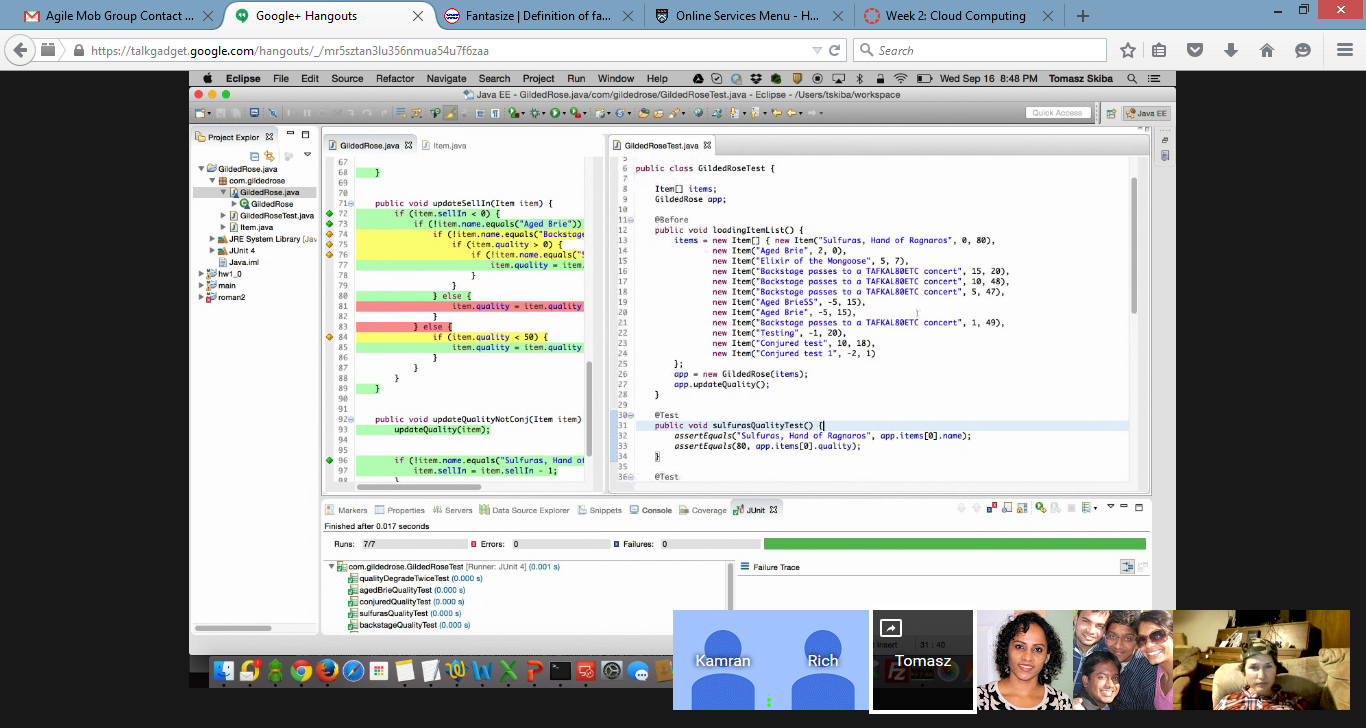 Agile Mob Group Contact ...
Google+ Hangouts
Fantasize | Definition of fa...
Online Services Menu - H...
Week 2: Cloud Computing
https://talkgadget.google.com/hangouts/_/mr5sztan3lu356nmua54u7f6zaa
Search
Eclipse File Edit Source Refactor Navigate Search Project Run Window Help
Wed Sep 16 8:48 PM Tomasz Skiba
Java EE - GildedRose.java/com/gildedrose/GildedRoseTest.java - Eclipse - /Users/tskiba/workspace
Quick Access
Java EE
Project Explor
GildedRose.java
com.gildedrose
GildedRose.java
GildedRose
GildedRoseTest.java
Item.java
JRE System Library [Jav
JUnit 4
Java.iml
hw1_0
main
roman2
GildedRose.java
Item.java
67
68 }
69
70
71 public void updateSellIn(Item item) {
72 if (item.sellIn < 0) {
73 if (!item.name.equals("Aged Brie"))
74 if (!item.name.equals("Backstage
75 if (item.quality > 0) {
76 if (!item.name.equals("S
77 item.quality = item.
78 }
79 }
80 } else {
81 item.quality = item.quality
82 }
83 } else {
84 if (item.quality < 50) {
85 item.quality = item.quality
86 }
87 }
88 }
89 }
90
91
92 public void updateQualityNotConj(Item item)
93 updateQuality(item);
95
96 if (!item.name.equals("Sulfuras, Hand of
97 item.sellIn = item.sellIn - 1;
98 }
GildedRoseTest.java
5
6 public class GildedRoseTest {
7
8 Item[] items;
9 GildedRose app;
10
11 @Before
12 public void loadingItemList() {
13 items = new Item[] { new Item("Sulfuras, Hand of Ragnaros", 0, 80),
14 new Item("Aged Brie", 2, 0),
15 new Item("Elixir of the Mongoose", 5, 7),
16 new Item("Backstage passes to a TAFKAL80ETC concert", 15, 20),
17 new Item("Backstage passes to a TAFKAL80ETC concert", 10, 48),
18 new Item("Backstage passes to a TAFKAL80ETC concert", 5, 47),
19 new Item("Aged BrieSS", -5, 15),
20 new Item("Aged Brie", -5, 15),
21 new Item("Backstage passes to a TAFKAL80ETC concert", 1, 49),
22 new Item("Testing", -1, 20),
23 new Item("Conjured test", 10, 18),
24 new Item("Conjured test 1", -2, 1)
25 };
26 app = new GildedRose(items);
27 app.updateQuality();
28 }
29
30 @Test
31 public void sulfurasQualityTest() {
32 assertEquals("Sulfuras, Hand of Ragnaros", app.items[0].name);
33 assertEquals(80, app.items[0].quality);
34 }
35
36 @Test
Markers Properties Servers Data Source Explorer Snippets Console Coverage JUnit
Finished after 0.017 seconds
Runs: 7/7 Errors: 0 Failures: 0
com.gildedrose.GildedRoseTest [Runner: JUnit 4] (0.001 s)
qualityDegradeTwiceTest (0.000 s)
agedBrieQualityTest (0.000 s)
conjuredQualityTest (0.000 s)
sulfurasQualityTest (0.000 s)
backstageQualityTest (0.000 s)
Failure Trace
31 : 40
Kamran
Rich
Tomasz